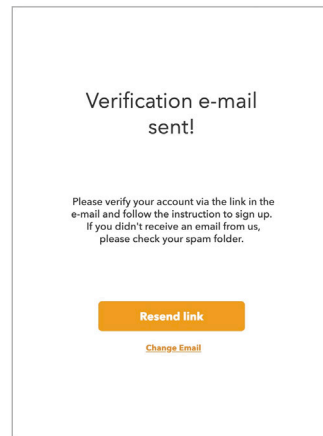 Verification e-mail
sent!
Please verify your account via the link in the
e-mail and follow the instruction to sign up.
If you didn't receive an email from us,
please check your spam folder.
Resend link
Change Email